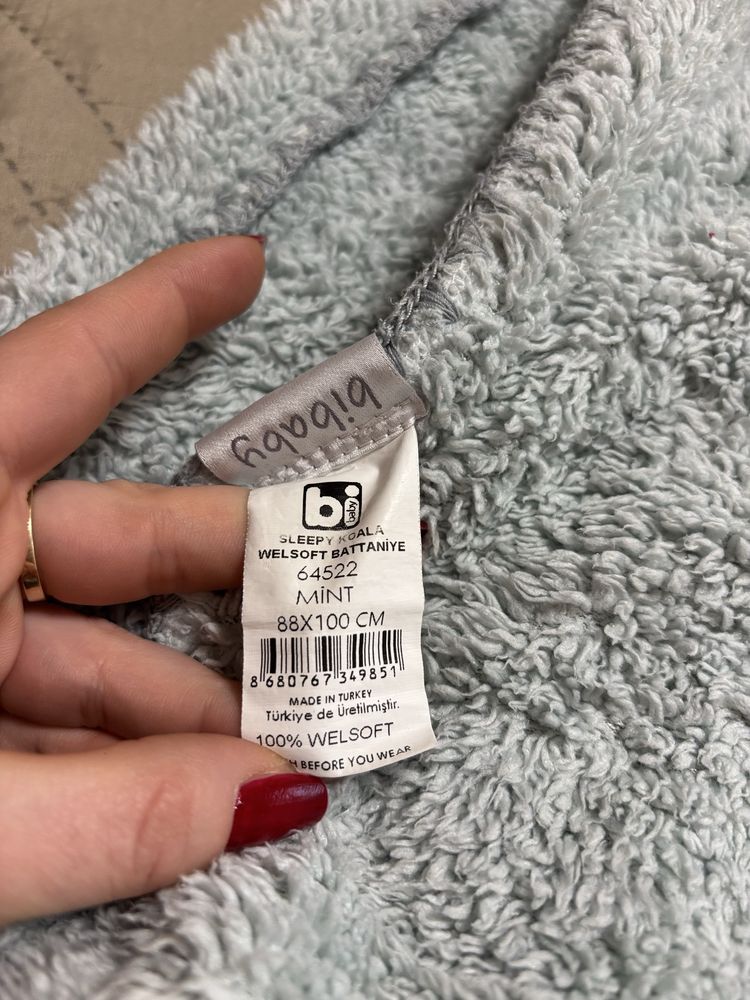 bibaby
bi
baby
SLEEPY KOALA
WELSOFT BATTANİYE
64522
MİNT
88X100 CM
8 680767 349851
MADE IN TURKEY
Türkiye de Üretilmiştir.
100% WELSOFT
BEFORE YOU WEAR